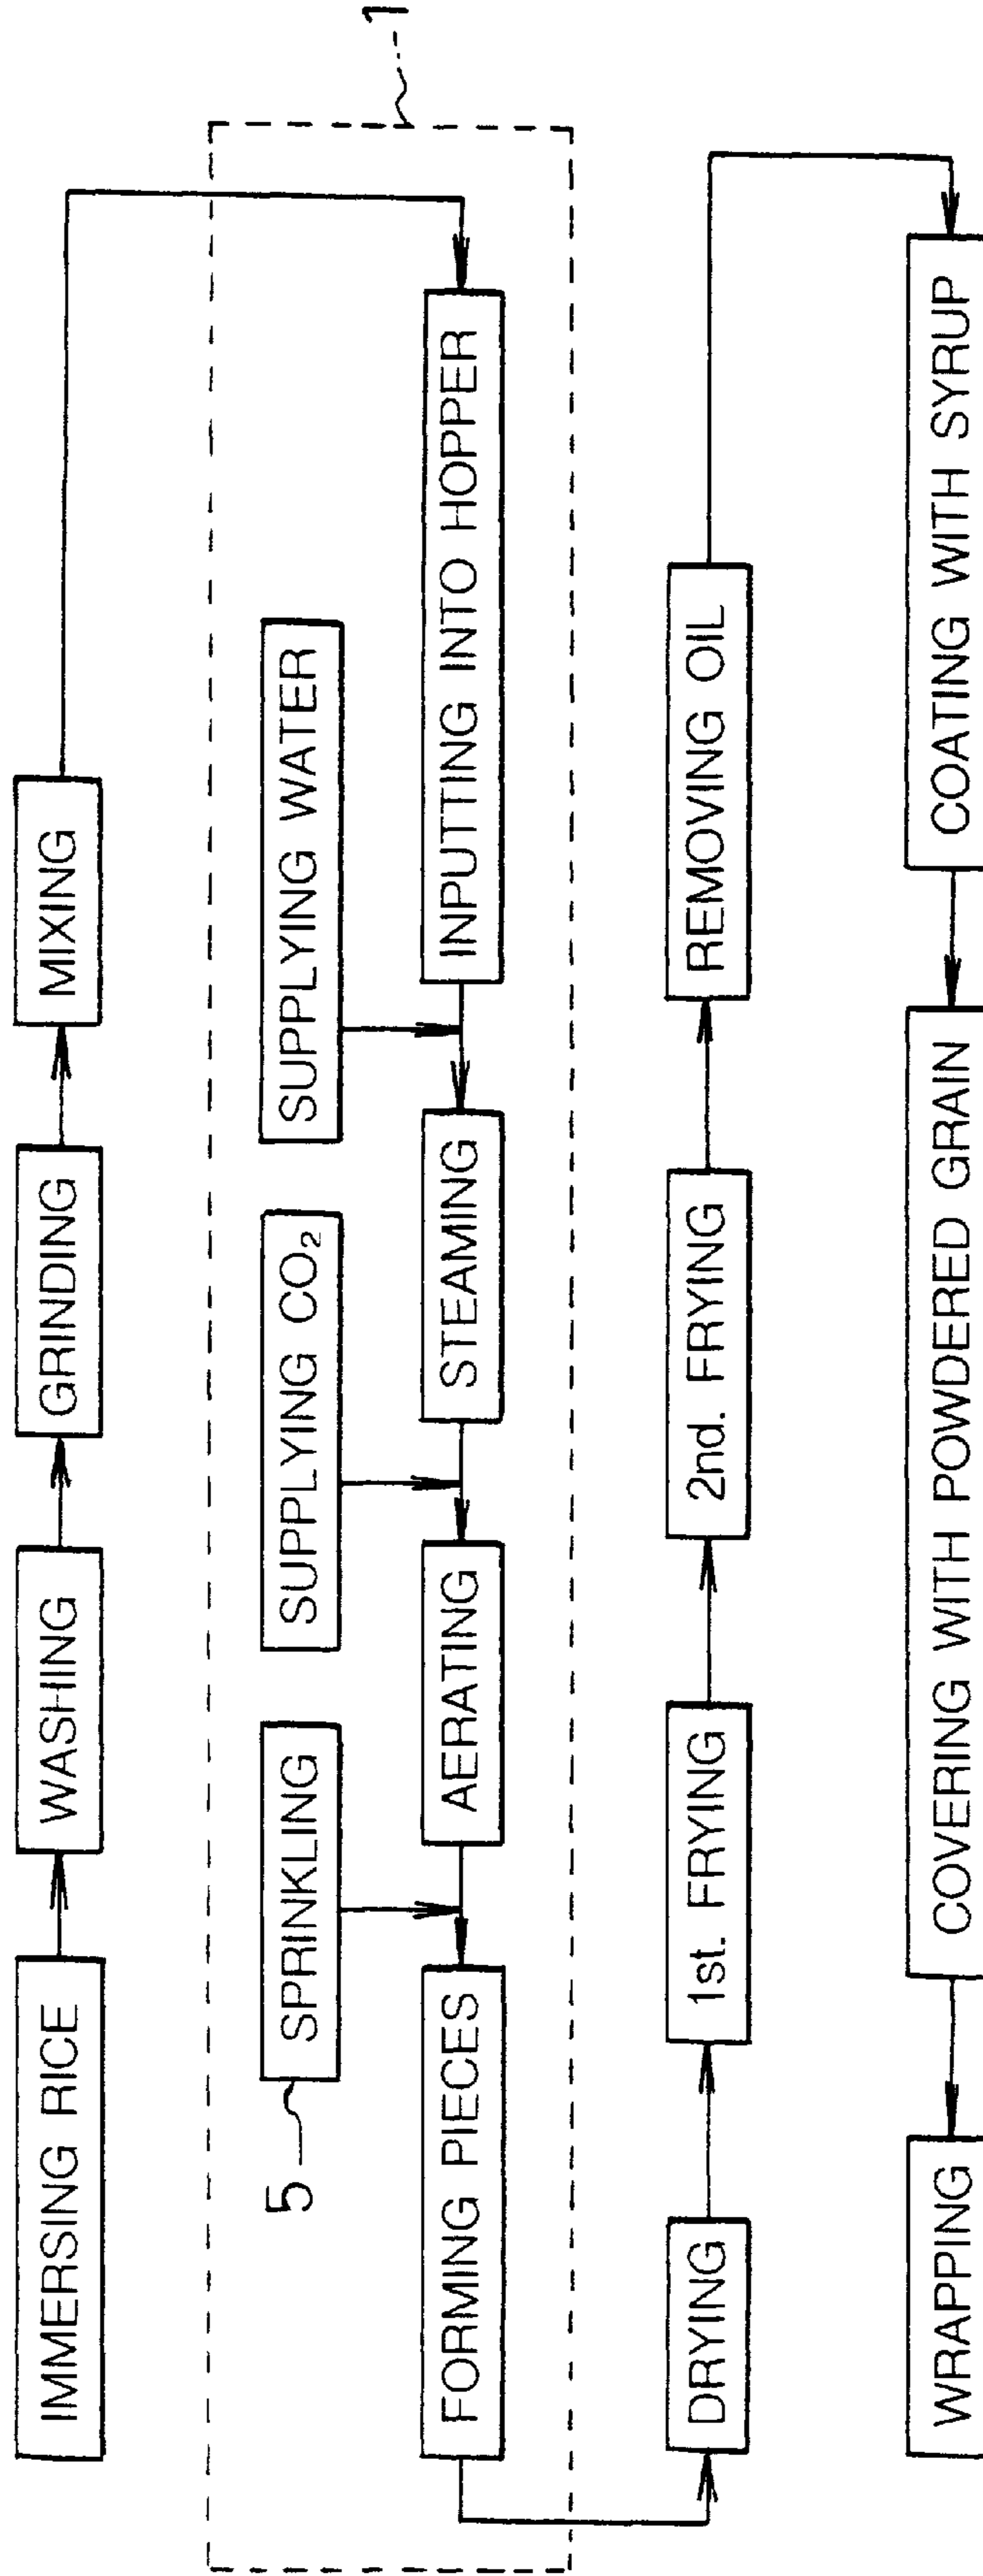 IMMERSING RICE
WASHING
GRINDING
MIXING
1
5
SPRINKLING
SUPPLYING CO₂
SUPPLYING WATER
FORMING PIECES
AERATING
STEAMING
INPUTTING INTO HOPPER
DRYING
1st. FRYING
2nd. FRYING
REMOVING OIL
WRAPPING
COVERING WITH POWDERED GRAIN
COATING WITH SYRUP